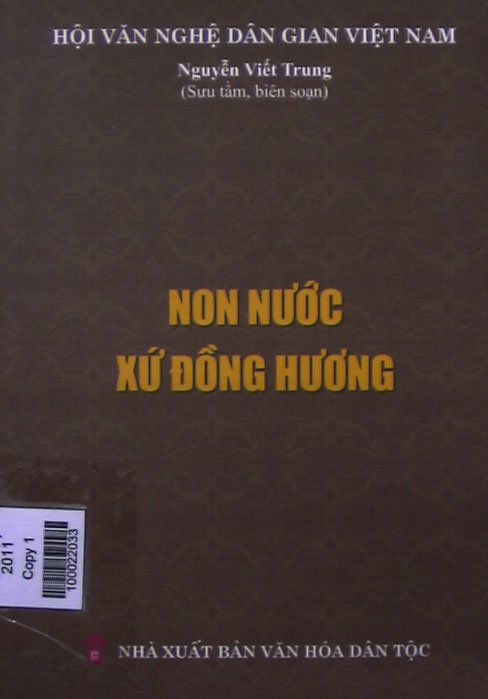 HỘI VĂN NGHỆ DÂN GIAN VIỆT NAM
Nguyễn Viết Trung
(Sưu tầm, biên soạn)
NON NƯỚC
XỨ ĐỒNG HƯƠNG
2011
Copy 1
100022033
NHÀ XUẤT BẢN VĂN HÓA DÂN TỘC